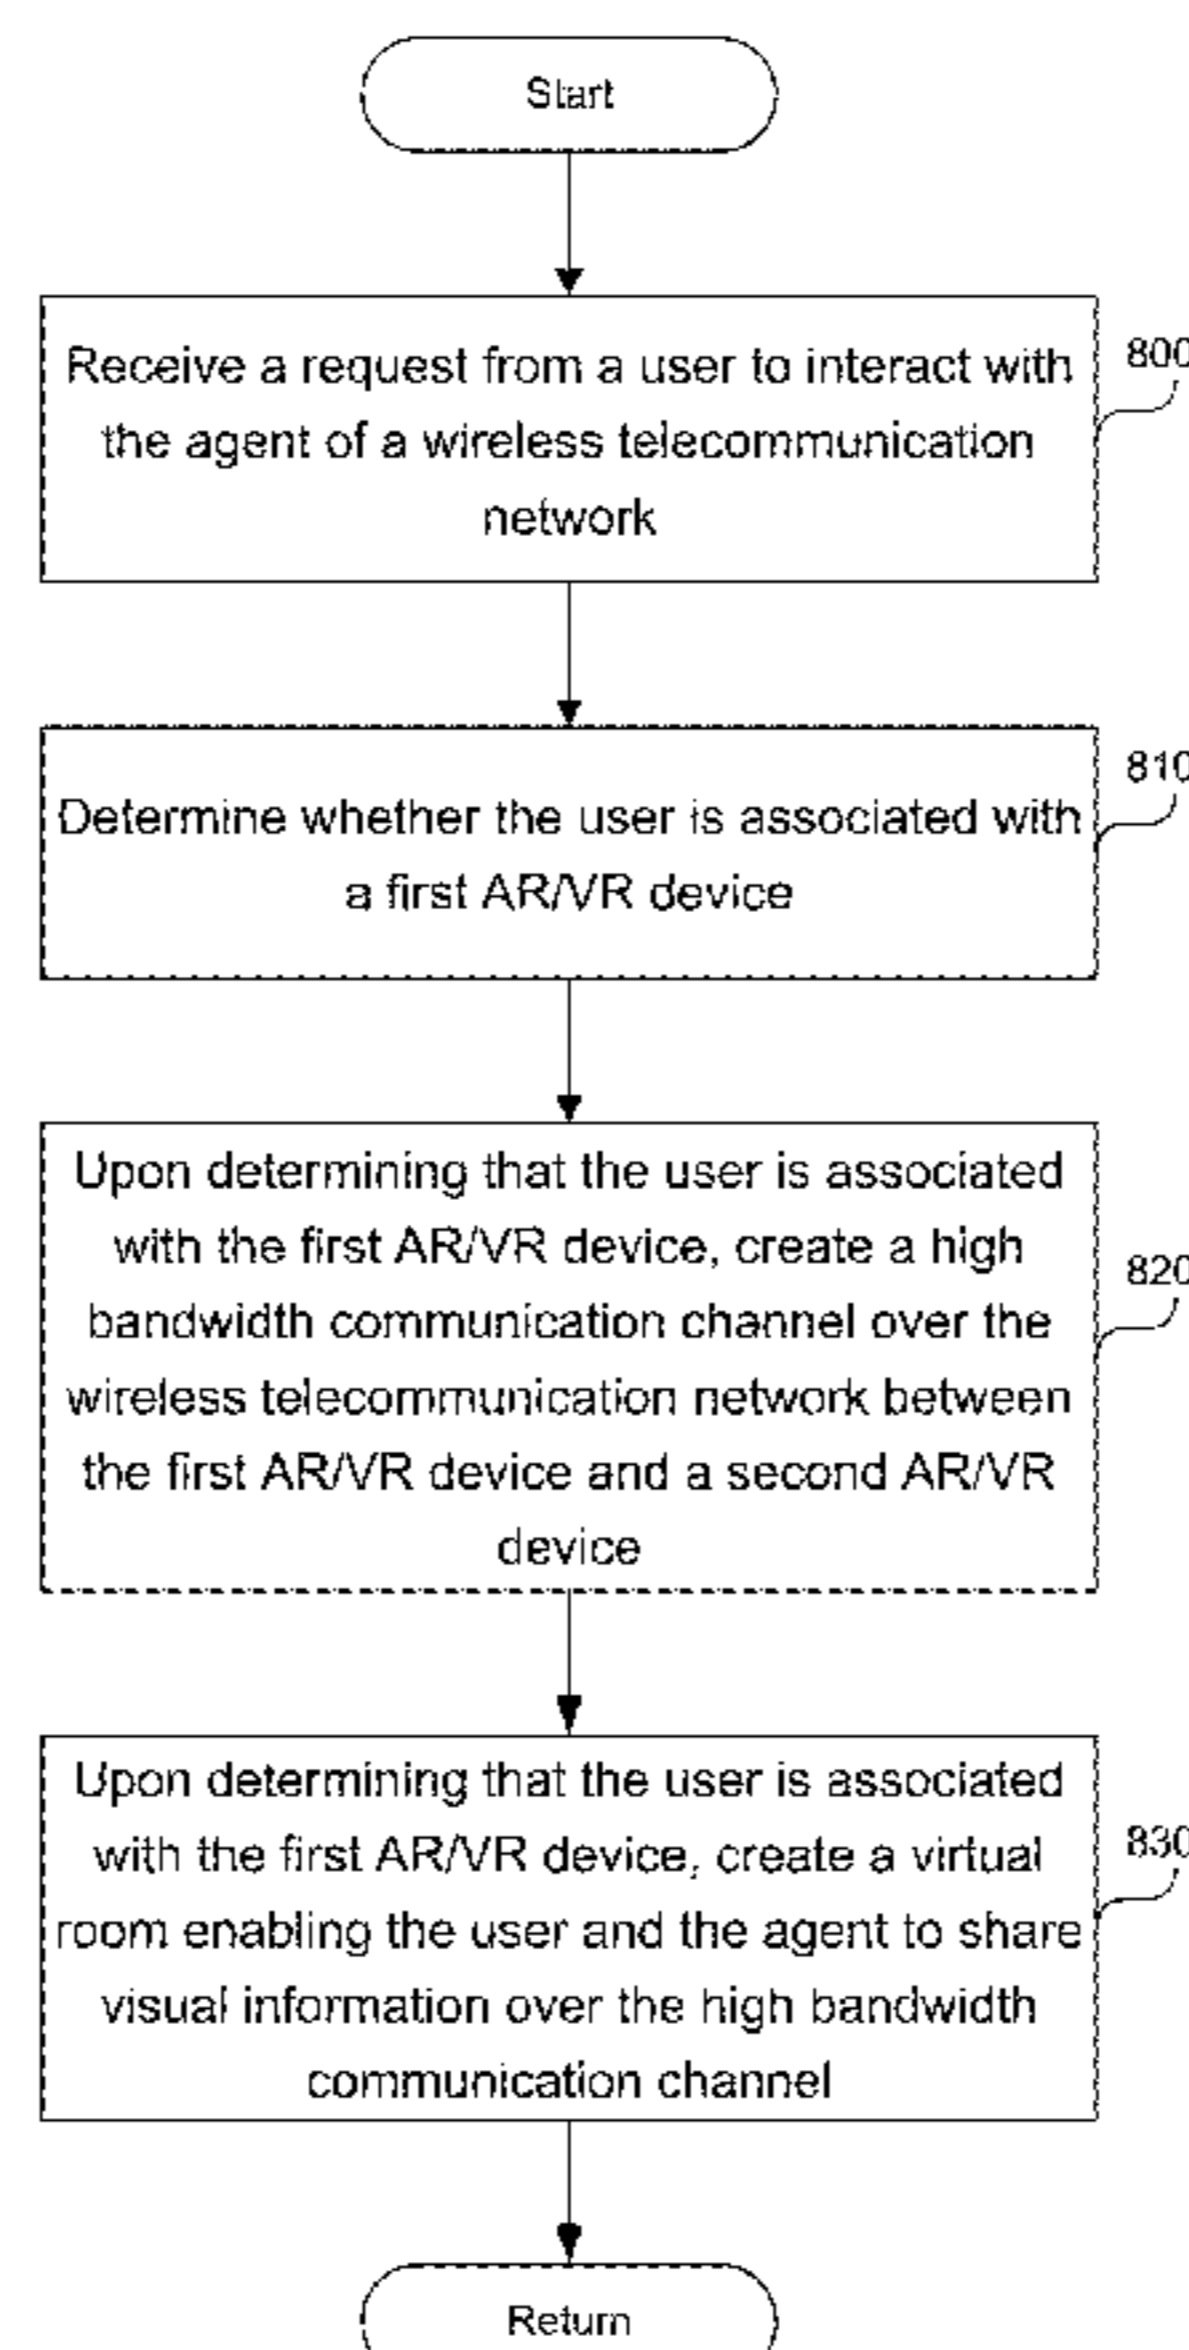 Start
Receive a request from a user to interact with
the agent of a wireless telecommunication
network
800
Determine whether the user is associated with
a first AR/VR device
810
Upon determining that the user is associated
with the first AR/VR device, create a high
bandwidth communication channel over the
wireless telecommunication network between
the first AR/VR device and a second AR/VR
device
820
Upon determining that the user is associated
with the first AR/VR device, create a virtual
room enabling the user and the agent to share
visual information over the high bandwidth
communication channel
830
Return